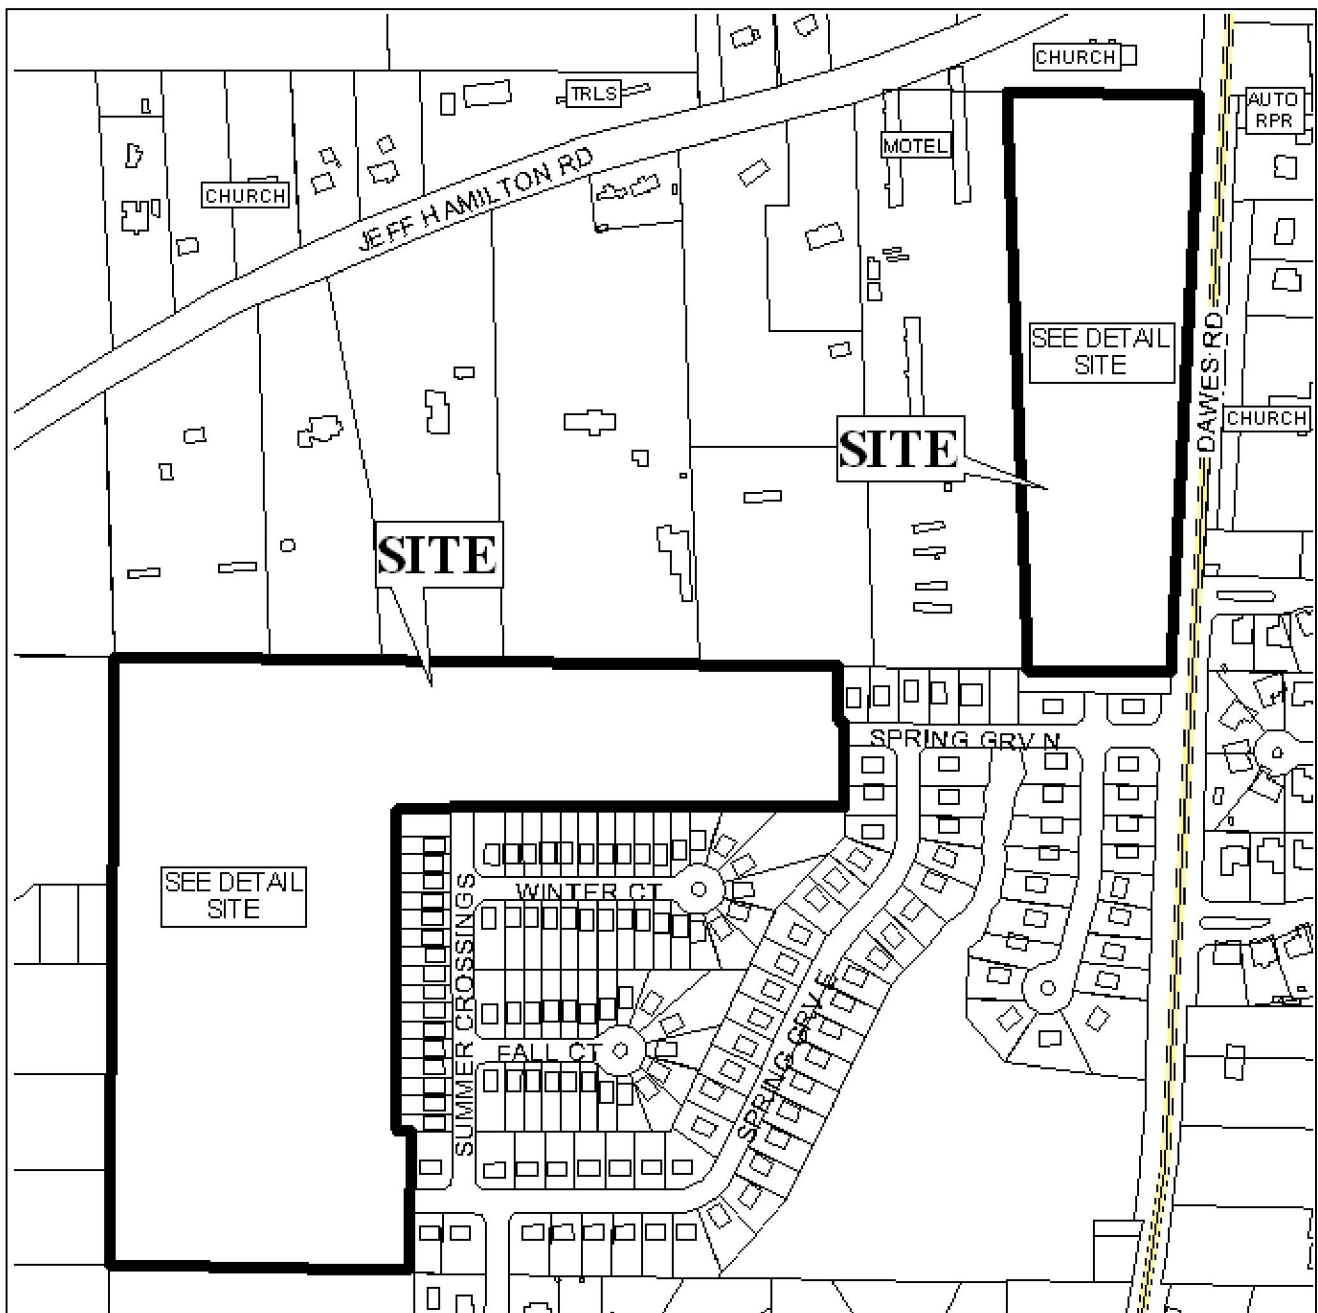 CHURCH
TRLS
AUTO
RPR
MOTEL
CHURCH
JEFF HAMILTON RD
SEE DETAIL
SITE
DAWES RD
CHURCH
SITE
SITE
SPRING GRV N
SEE DETAIL
SITE
WINTER CT
SUMMER CROSSINGS
FALL CT
SPRING GRV E